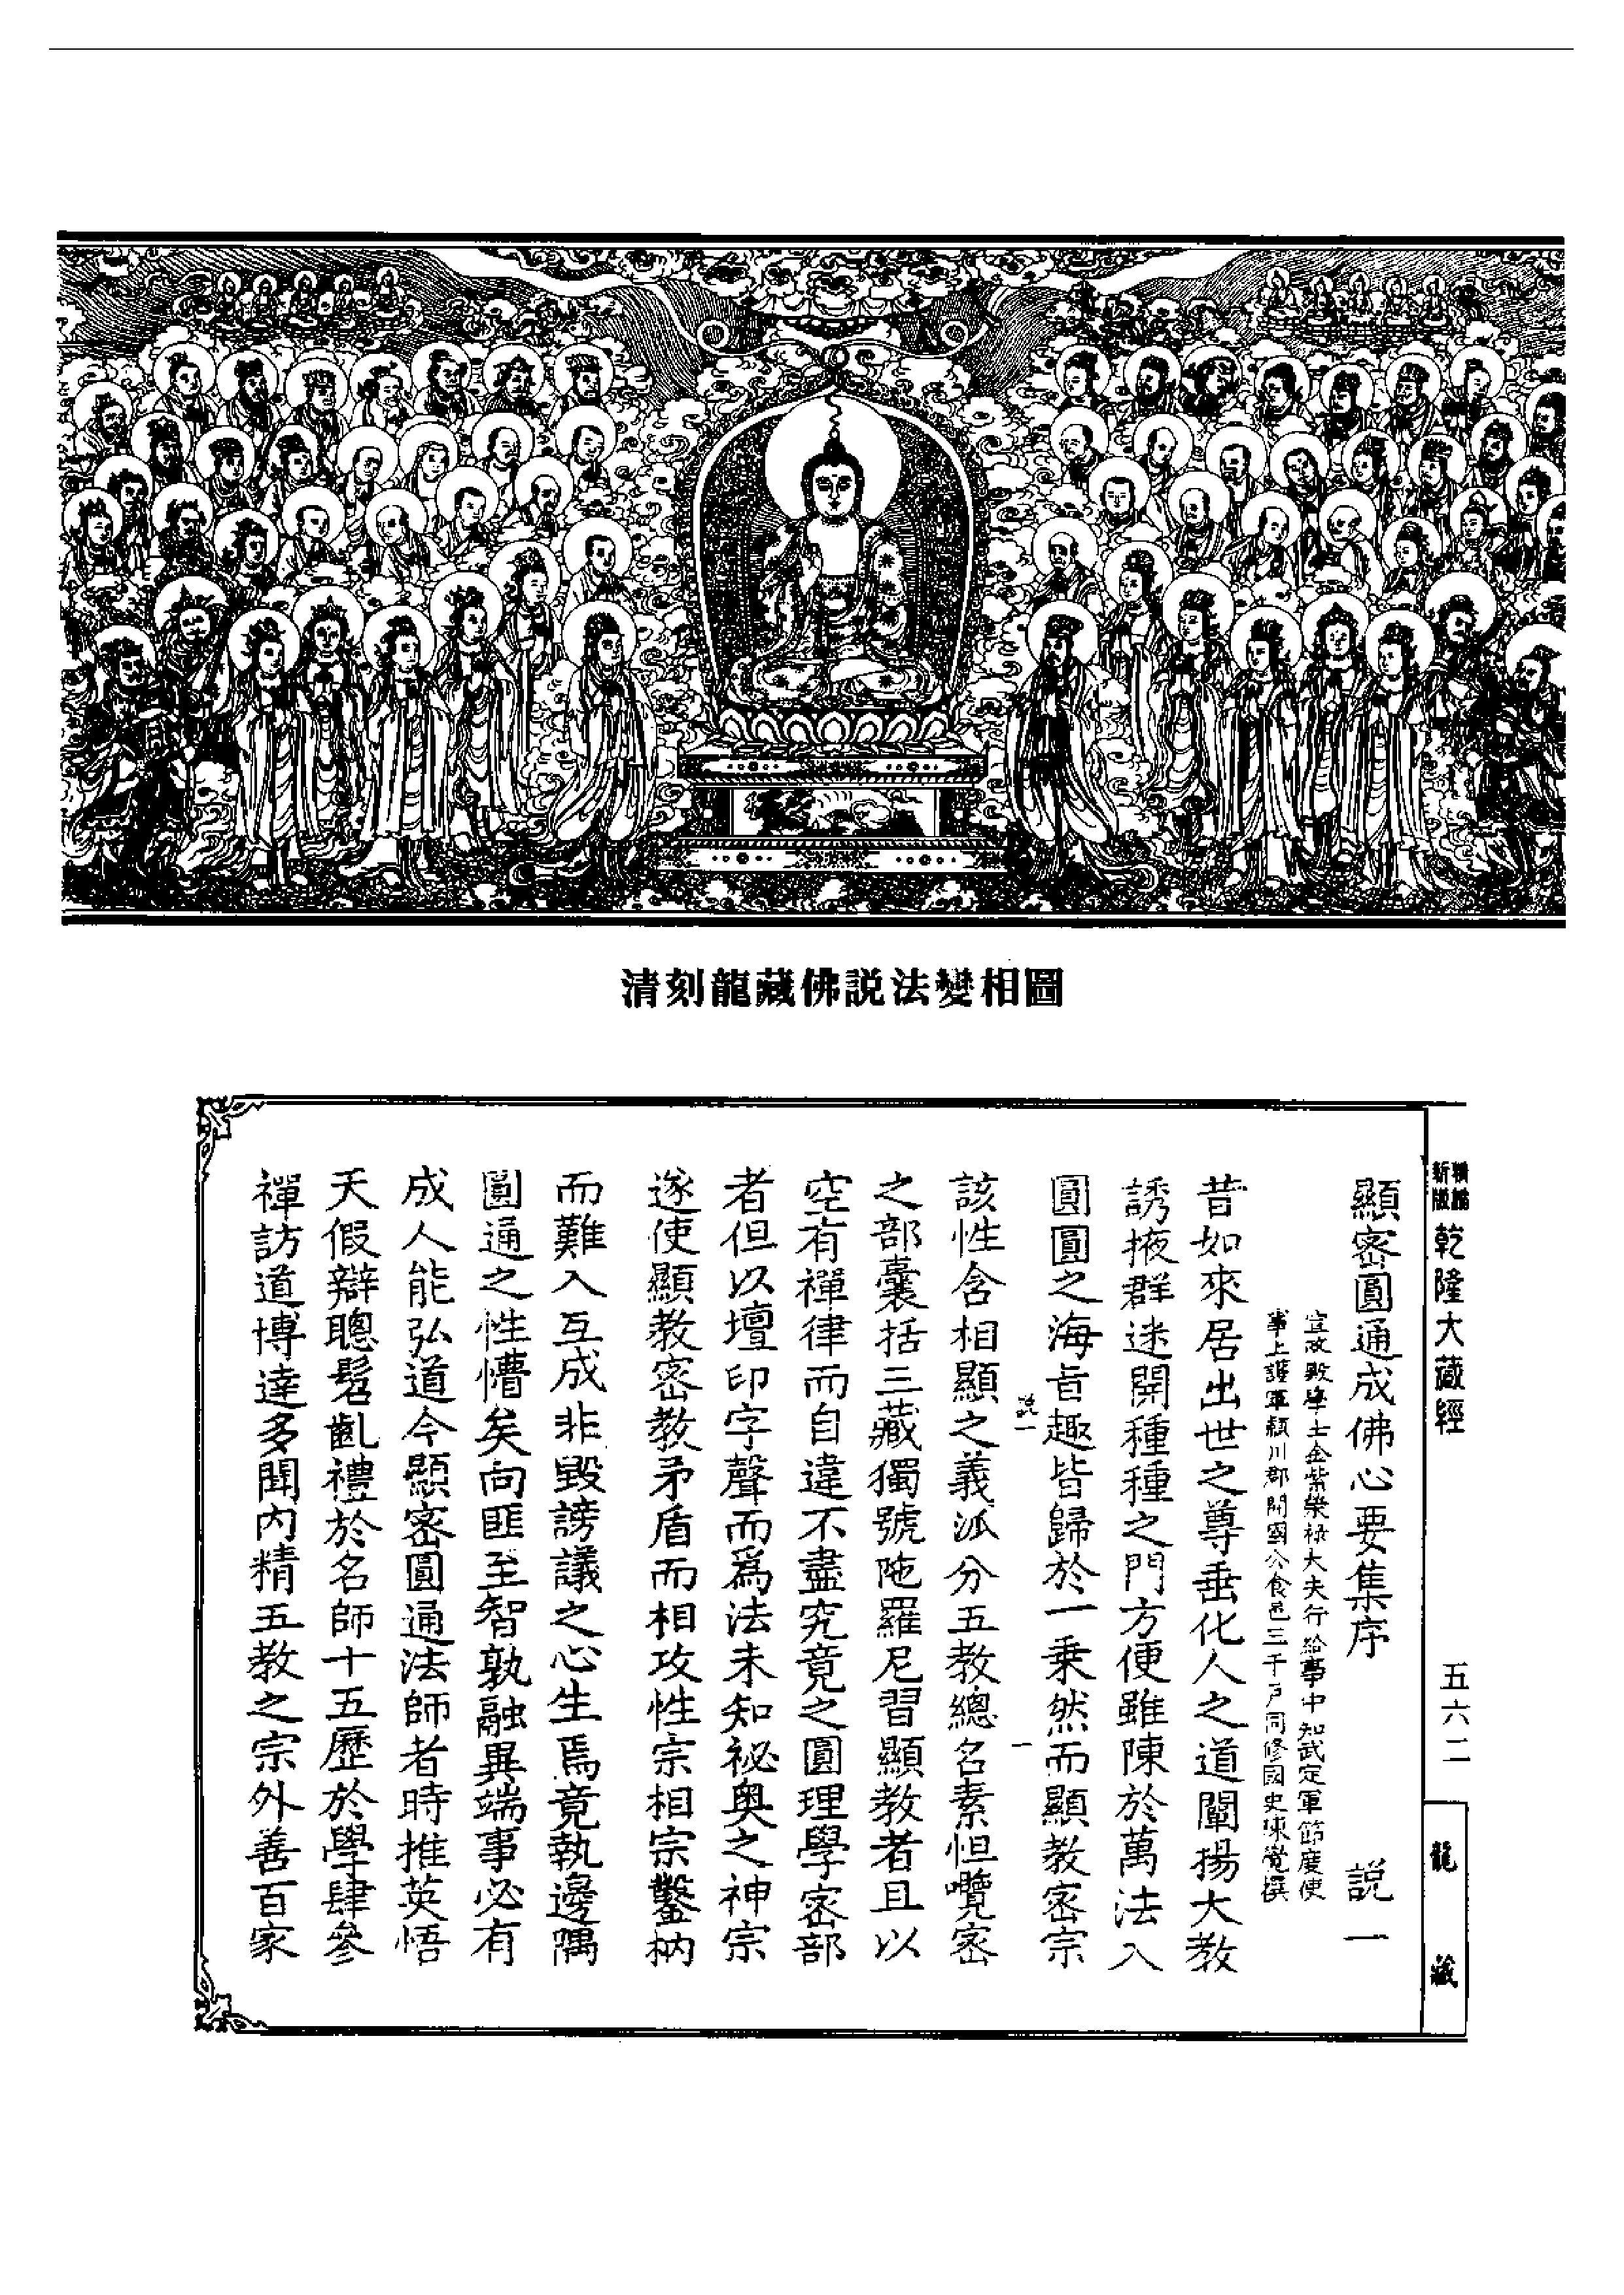 清刻龍藏佛説法變相圖
新版
乾隆大藏經
五六二
龍藏
顯密圓通成佛心要集序 説一
宣政殿學士金紫榮祿大夫行給事中知武定軍節度使
事上護軍潁川郡開國公食邑三千戶同修國史陳覺撰
昔如來居出世之尊垂化人之道闡揚大教
誘掖群迷開種種之門方便雖陳於萬法入
圓圓之海旨趣皆歸於一乘然而顯教密宗
説一
一
該性含相顯之義派分五教總名素怛囕密
之部囊括三藏獨號陁羅尼習顯教者且以
空有禪律而自違不盡究竟之圓理學密部
者但以壇印字聲而爲法未知祕奥之神宗
遂使顯教密教矛盾而相攻性宗相宗鑿枘
而難入互成非毁謗議之心生焉竟執邊隅
圓通之性懵矣向匪至智孰融異端事必有
成人能弘道今顯密圓通法師者時推英悟
天假辯聰髫齓禮於名師十五歷於學肆參
禪訪道博達多聞内精五教之宗外善百家